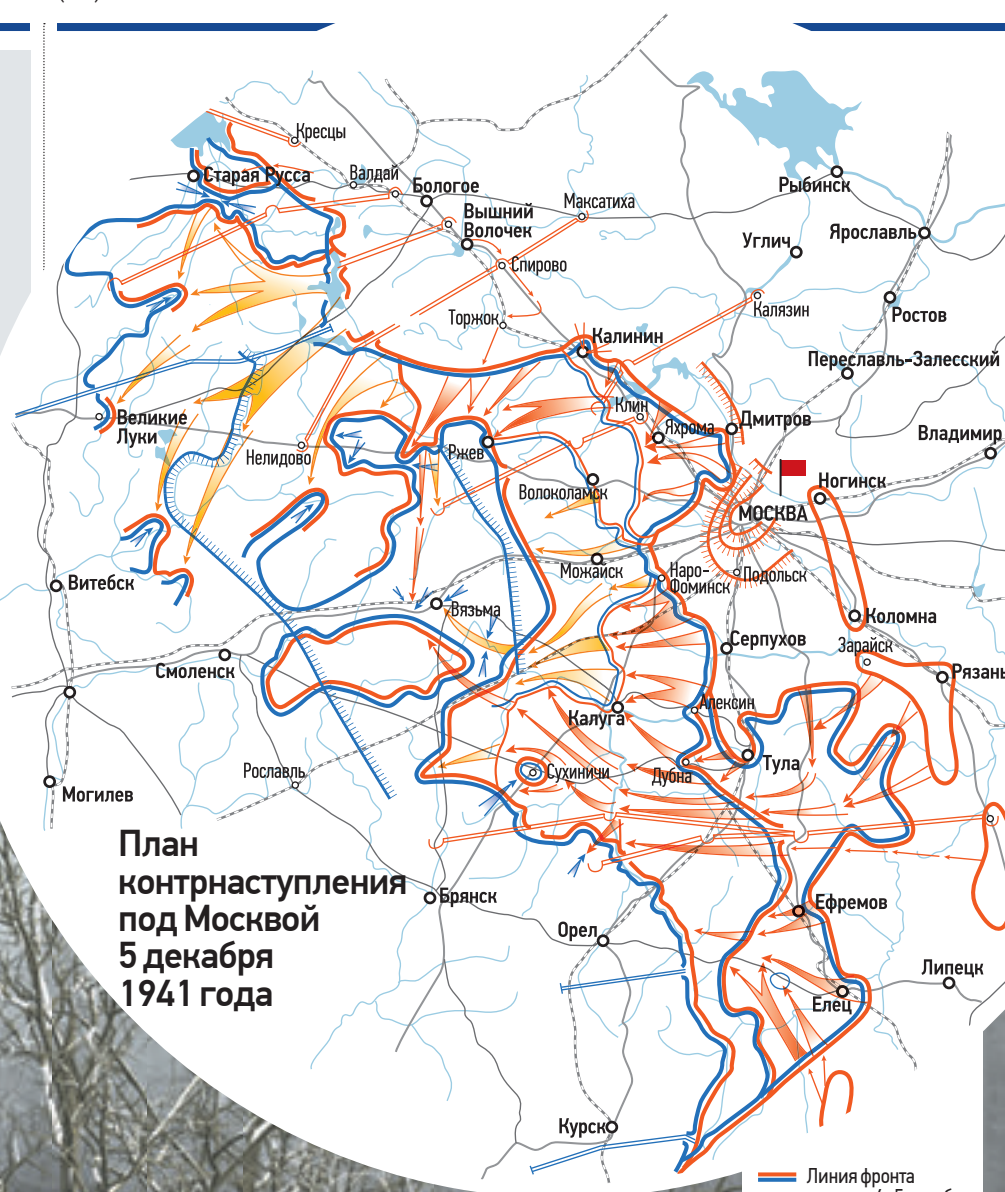 Кресцы
Старая Русса
Валдай
Бологое
Вышний
Волочек
Максатиха
Рыбинск
Углич
Ярославль
Спирово
Торжок
Калинин
Калязин
Ростов
Переславль-Залесский
Великие
Луки
Нелидово
Ржев
Клин
Яхрома
Дмитров
Владимир
Волоколамск
Ногинск
МОСКВА
Можайск
Наро-
Фоминск
Подольск
Витебск
Вязьма
Коломна
Серпухов
Зарайск
Смоленск
Рязань
Калуга
Алексин
Рославль
Сухиничи
Дубна
Тула
Могилев
План
контрнаступления
под Москвой
5 декабря
1941 года
Брянск
Ефремов
Орел
Липецк
Елец
Курск
Линия фронта